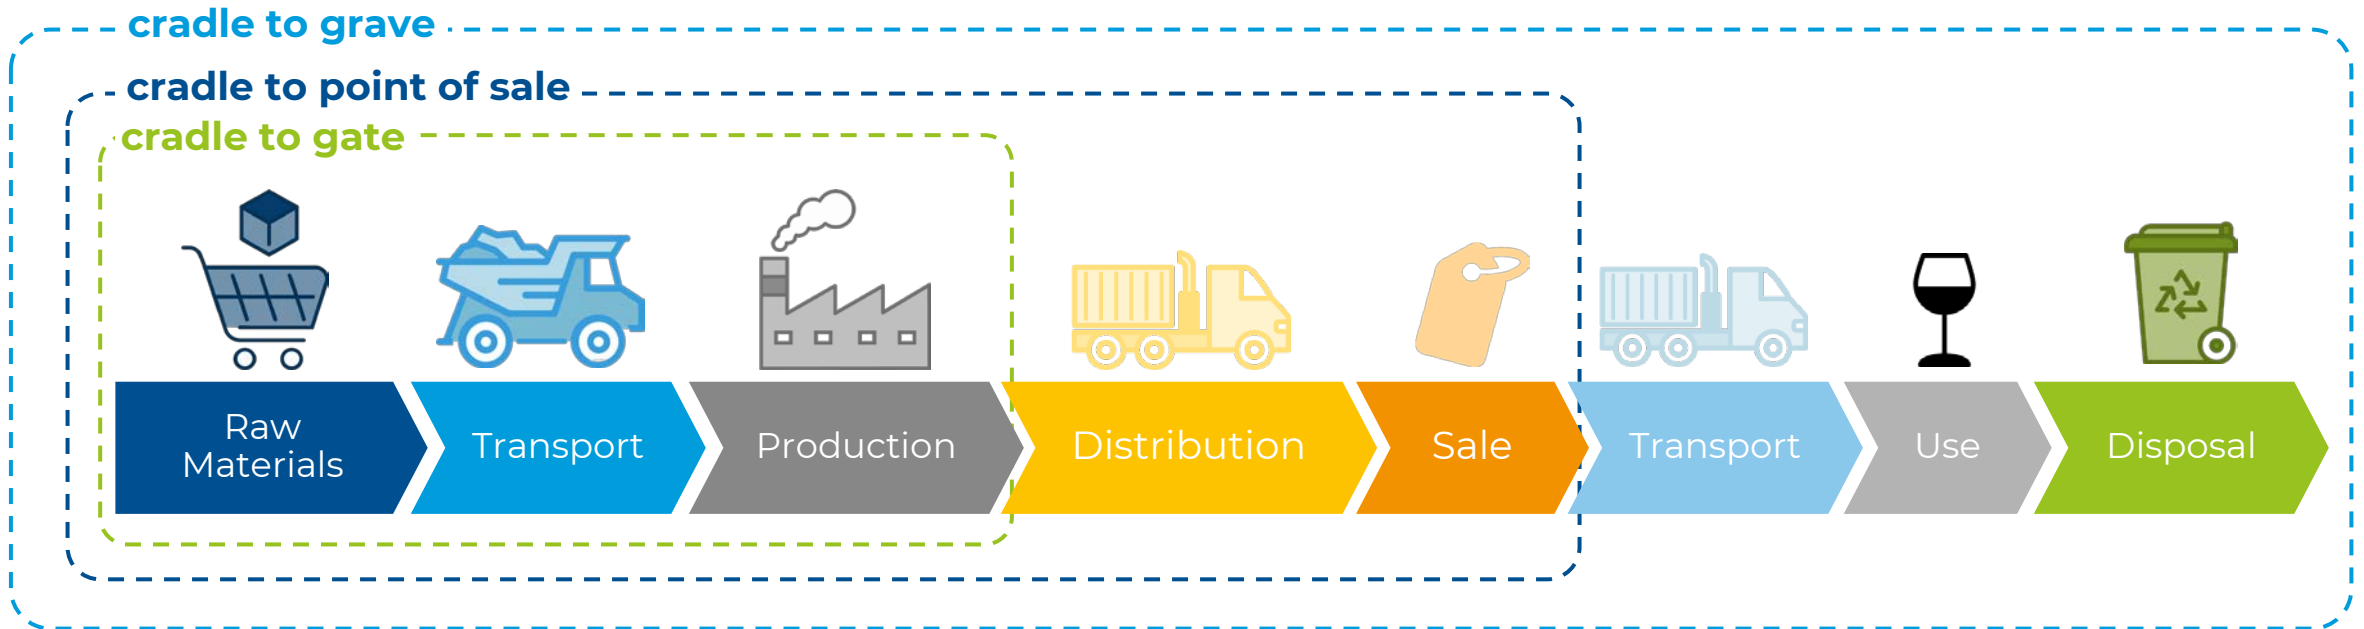 cradle to grave
cradle to point of sale
cradle to gate
Raw
Materials
Transport
Production
Distribution
Sale
Transport
Use
Disposal